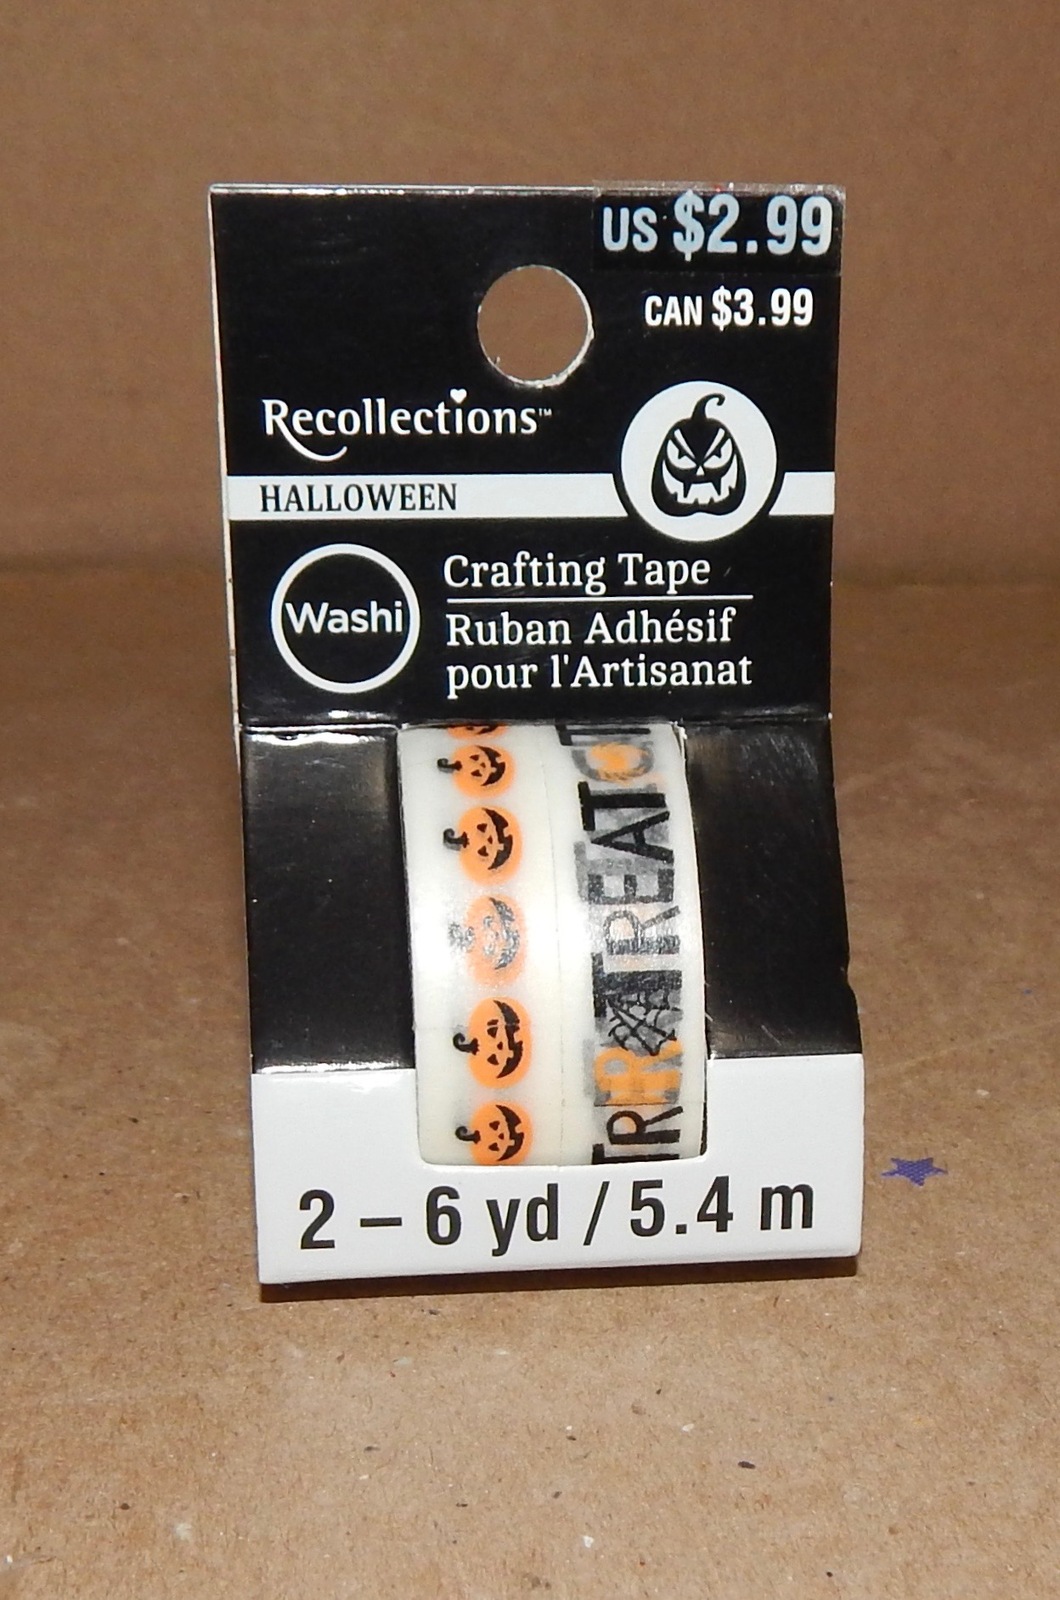 US $2.99
CAN $3.99
Recollections™
HALLOWEEN
Washi
Crafting Tape
Ruban Adhésif
pour l'Artisanat
TREAT
2 – 6 yd / 5.4 m